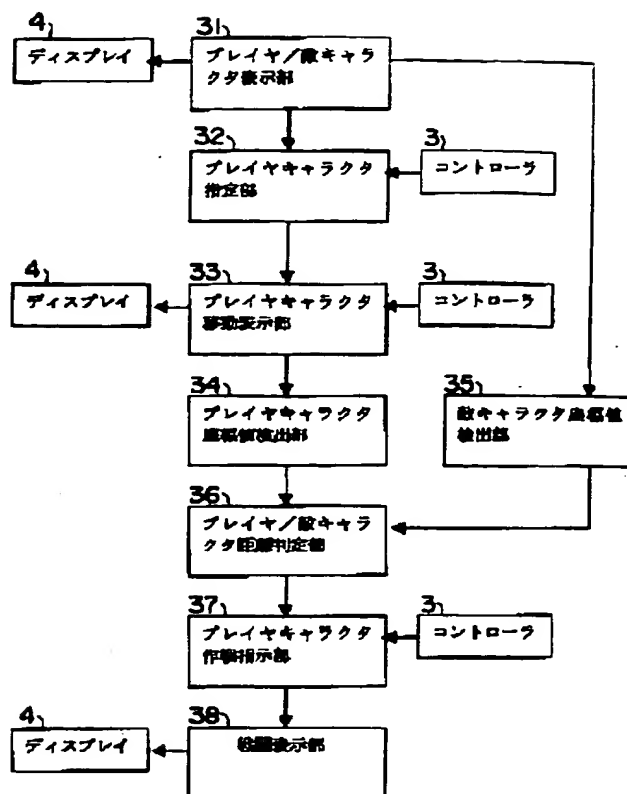 4
31
ディスプレイ
プレイヤ/敵キャラ
クタ表示部
32
3
プレイヤキャラクタ
指定部
コントローラ
4
33
3
ディスプレイ
プレイヤキャラクタ
移動表示部
コントローラ
34
35
プレイヤキャラクタ
座標値検出部
敵キャラクタ座標値
検出部
36
プレイヤ/敵キャラ
クタ距離判定部
37
3
プレイヤキャラクタ
作戦指示部
コントローラ
4
38
ディスプレイ
戦闘表示部